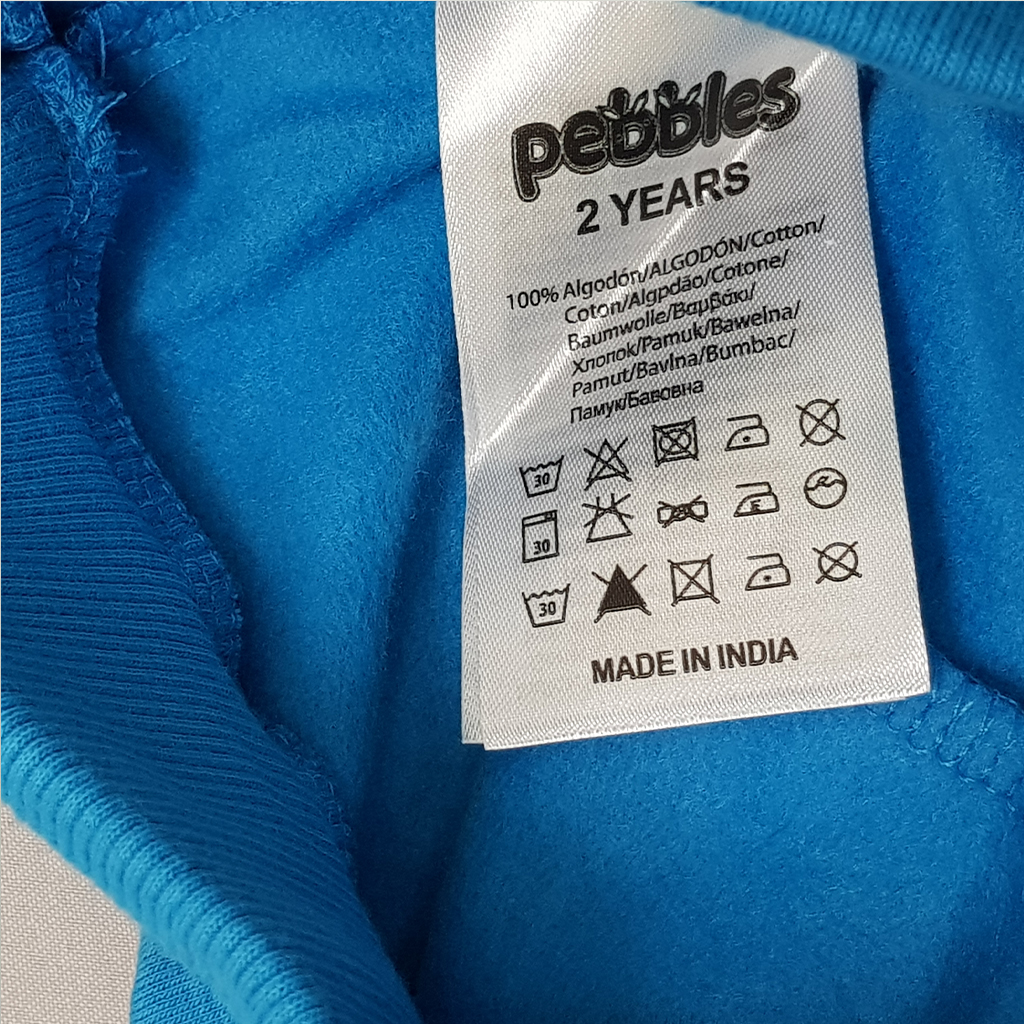 pebbles
2 YEARS
100% Algodón/ALGODÓN/Cotton/
Coton/Algpdão/Cotone/
Baumwolle/Βαμβάκι/
Хлопок/Pamuk/Bawełna/
Pamut/Bavlna/Bumbac/
Памук/Бавовна
30
30
30
MADE IN INDIA